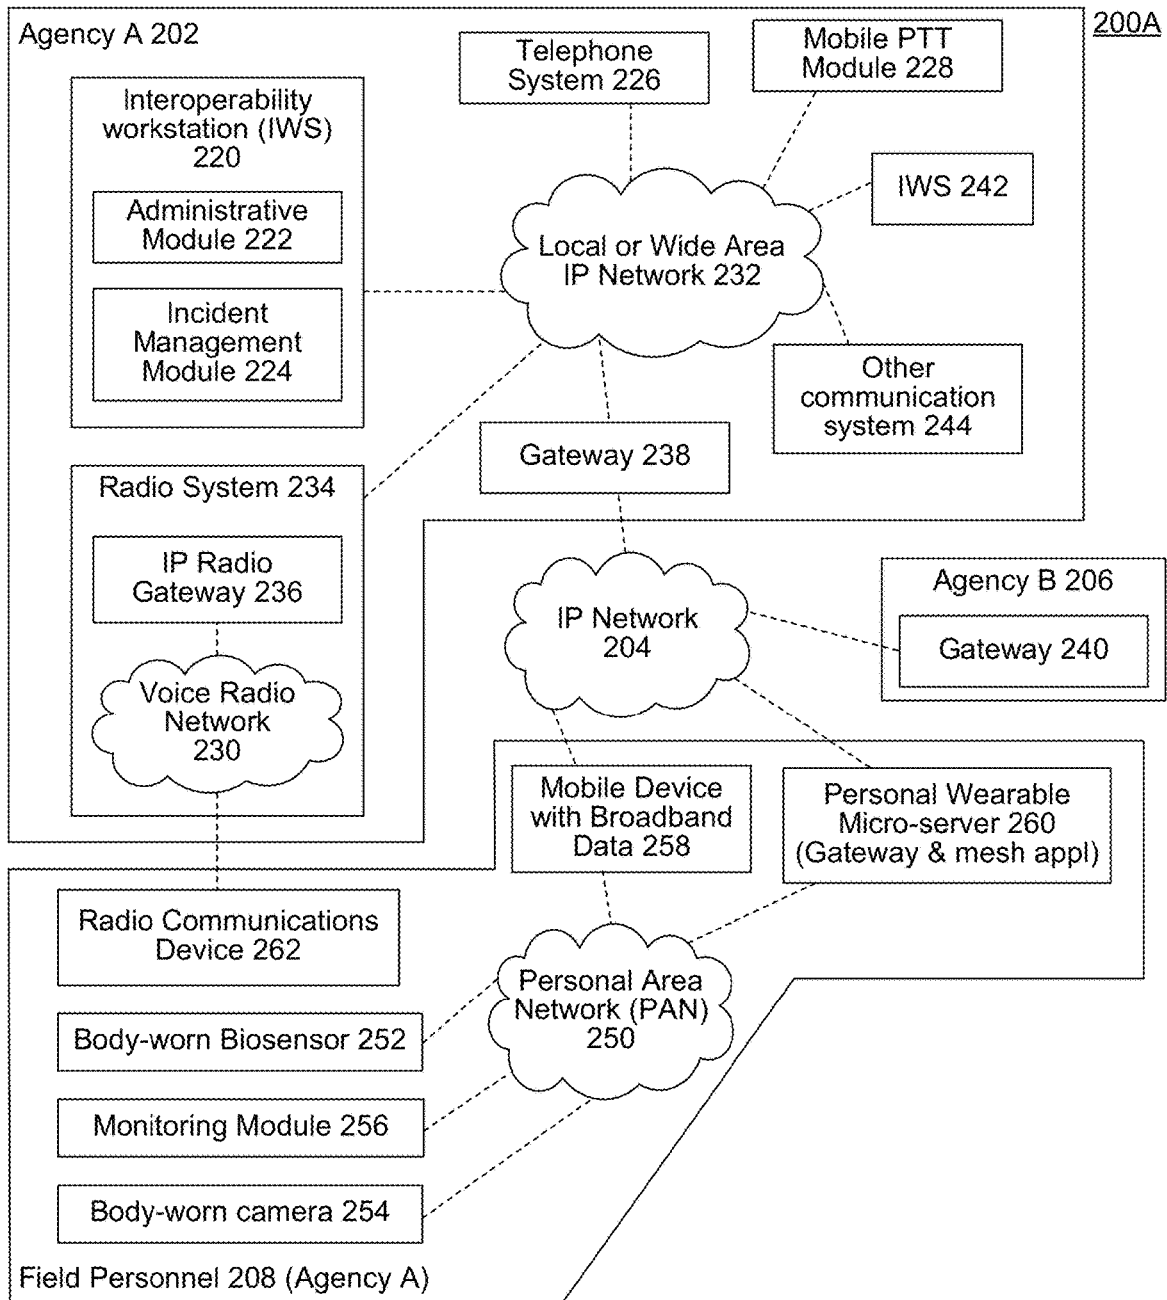 200A
Agency A 202
Telephone
System 226
Mobile PTT
Module 228
Interoperability
workstation (IWS)
220
Administrative
Module 222
Incident
Management
Module 224
IWS 242
Local or Wide Area
IP Network 232
Other
communication
system 244
Gateway 238
Radio System 234
IP Radio
Gateway 236
Voice Radio
Network
230
IP Network
204
Agency B 206
Gateway 240
Mobile Device
with Broadband
Data 258
Personal Wearable
Micro-server 260
(Gateway & mesh appl)
Radio Communications
Device 262
Personal Area
Network (PAN)
250
Body-worn Biosensor 252
Monitoring Module 256
Body-worn camera 254
Field Personnel 208 (Agency A)